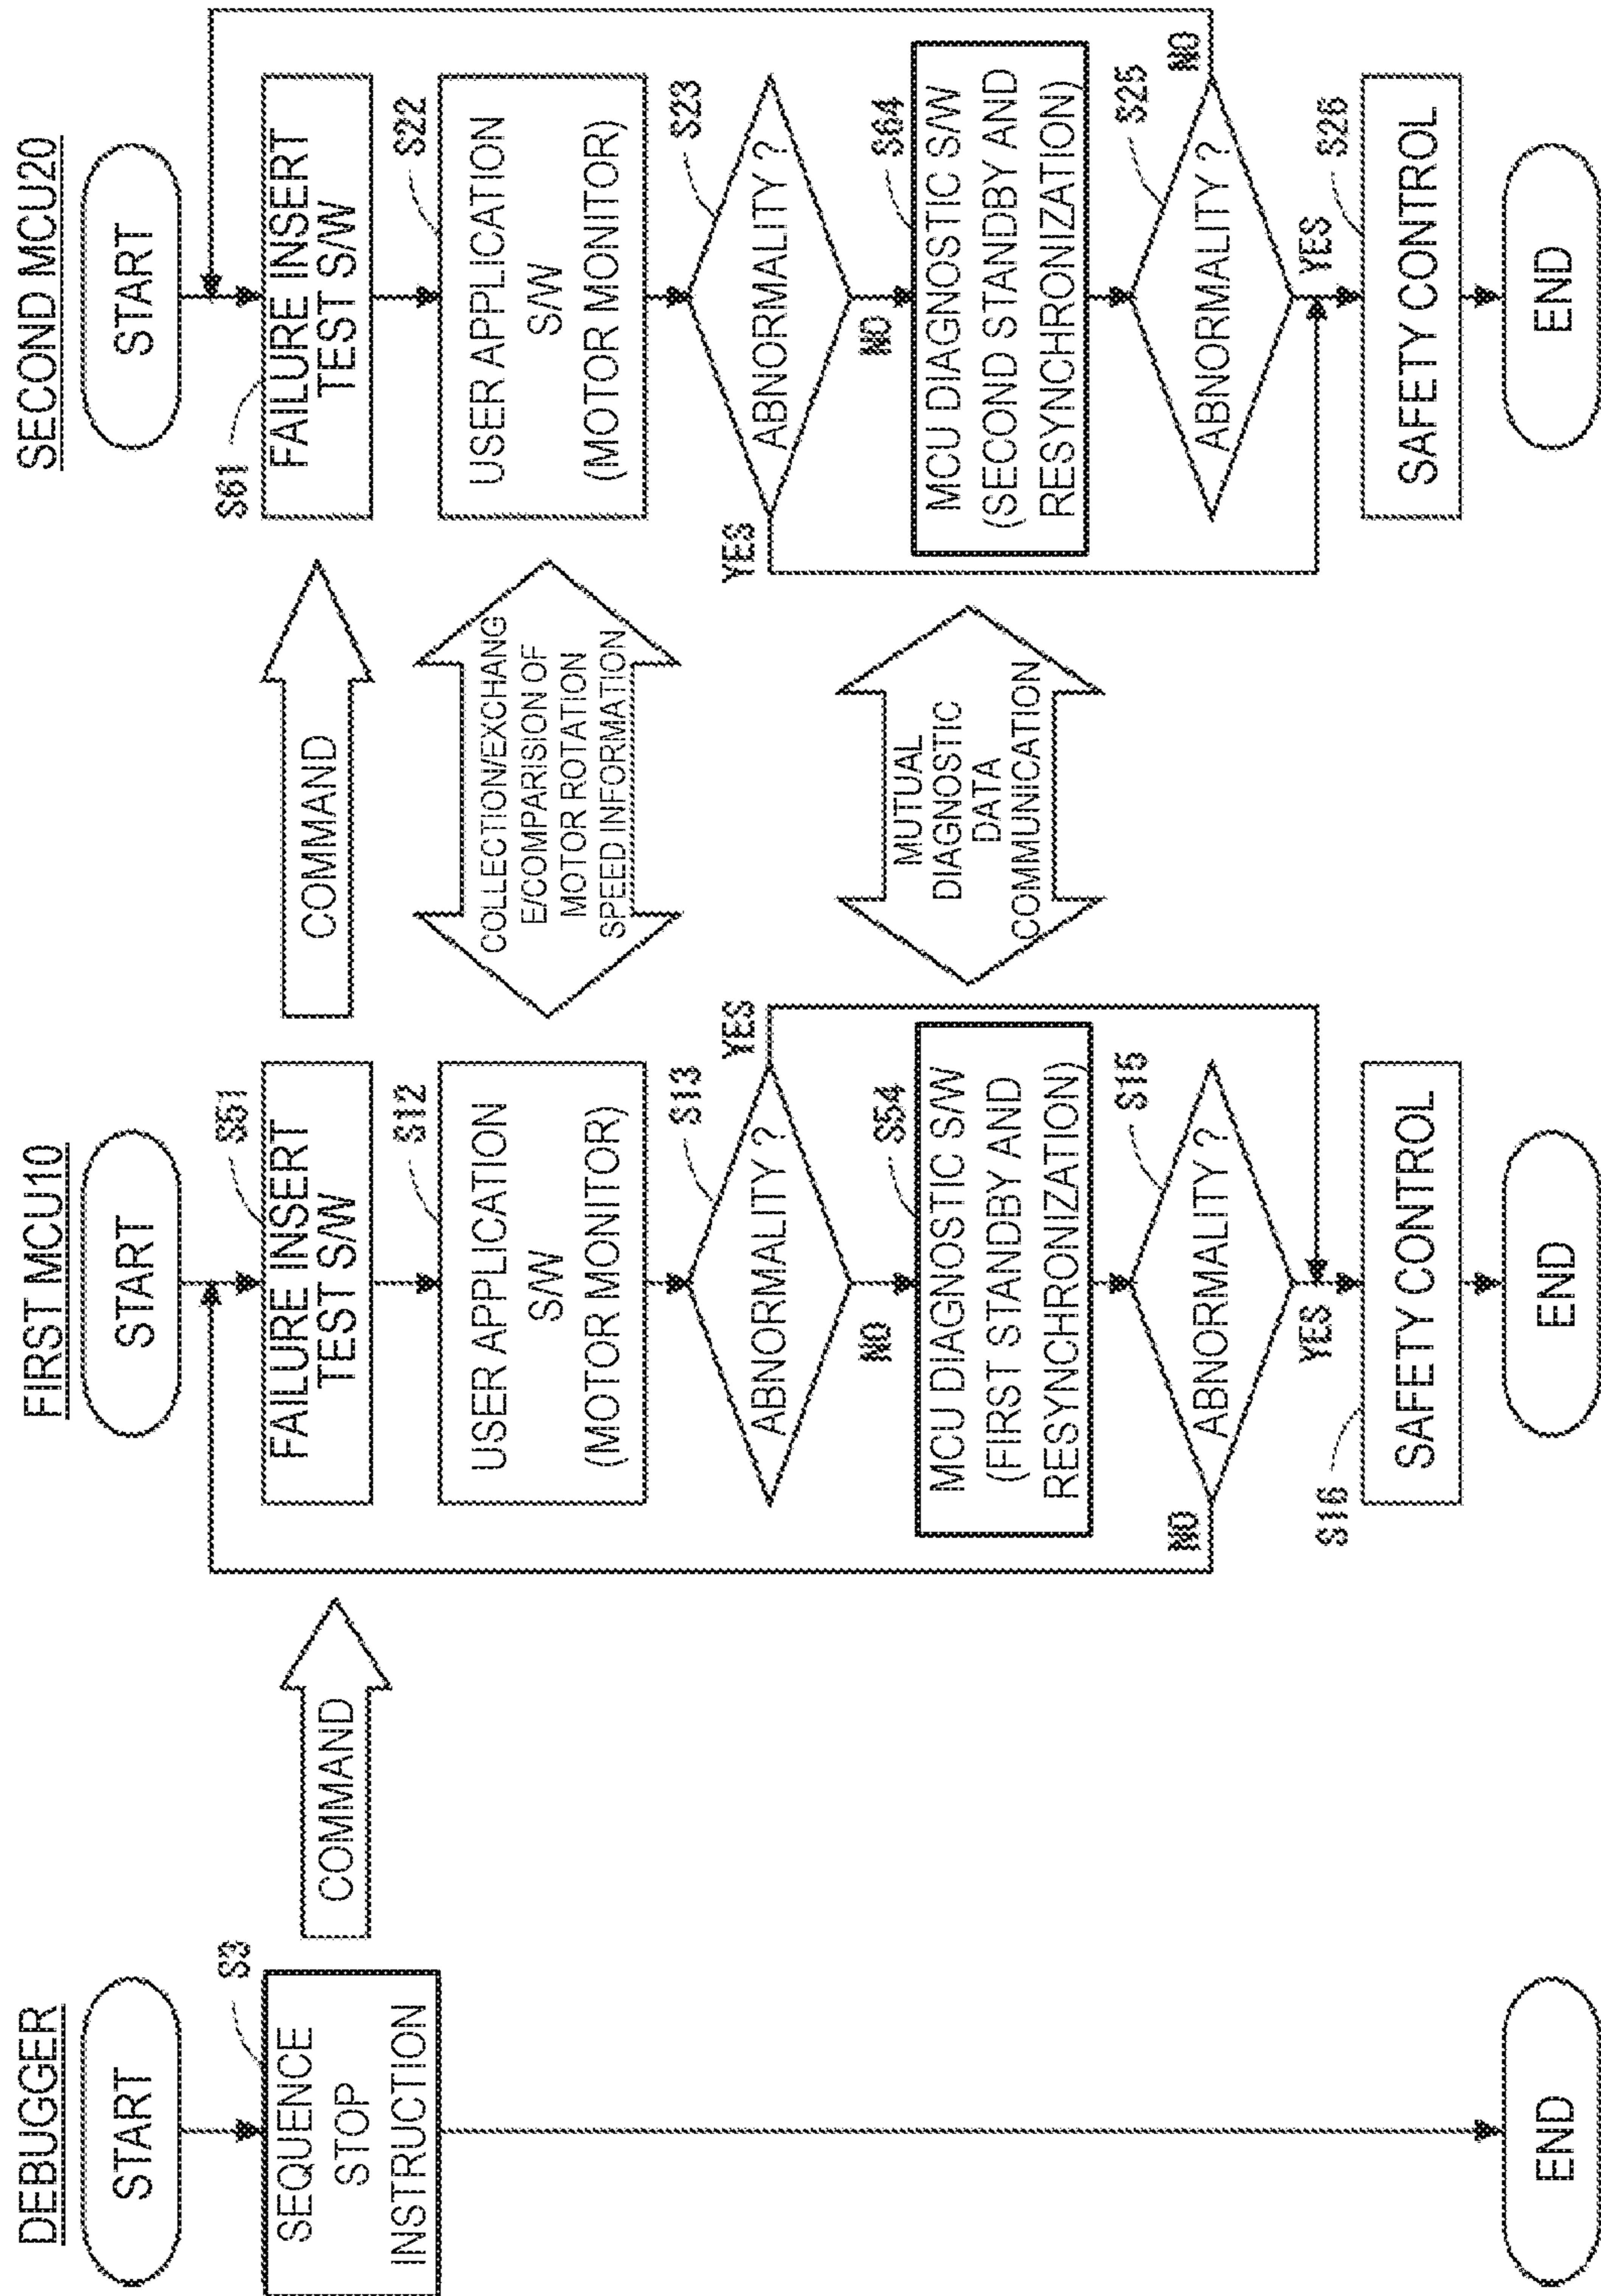 DEBUGGER
START
S3
SEQUENCE
STOP
INSTRUCTION
END
COMMAND
FIRST MCU10
START
S51
FAILURE INSERT
TEST S/W
S12
USER APPLICATION
S/W
(MOTOR MONITOR)
S13
ABNORMALITY ?
YES
NO
S54
MCU DIAGNOSTIC S/W
(FIRST STANDBY AND
RESYNCHRONIZATION)
S15
ABNORMALITY ?
NO
YES
S16
SAFETY CONTROL
END
COMMAND
COLLECTION/EXCHANG
E/COMPARISION OF
MOTOR ROTATION
SPEED INFORMATION
MUTUAL
DIAGNOSTIC
DATA
COMMUNICATION
SECOND MCU20
START
S61
FAILURE INSERT
TEST S/W
S22
USER APPLICATION
S/W
(MOTOR MONITOR)
S23
ABNORMALITY ?
YES
NO
S64
MCU DIAGNOSTIC S/W
(SECOND STANDBY AND
RESYNCHRONIZATION)
S25
ABNORMALITY ?
NO
YES
S26
SAFETY CONTROL
END